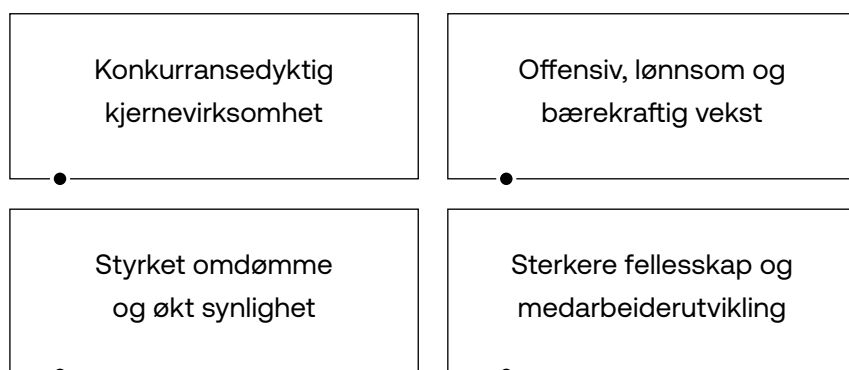 Konkurransedyktig
kjernevirksomhet
Offensiv, lønnsom og
bærekraftig vekst
Styrket omdømme
og økt synlighet
Sterkere fellesskap og
medarbeiderutvikling